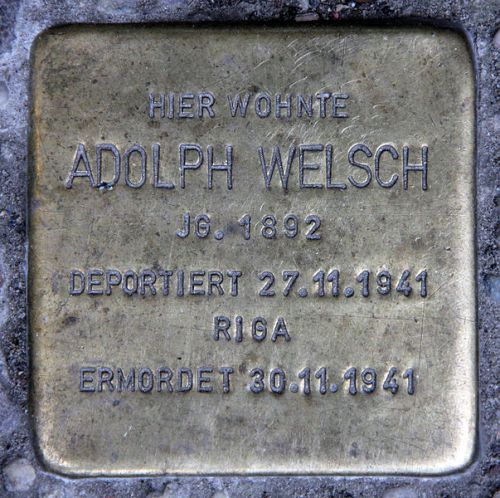 HIER WOHNTE
ADOLPH WELSCH
JG. 1892
DEPORTIERT 27.11.1941
RIGA
ERMORDET 30.11.1941